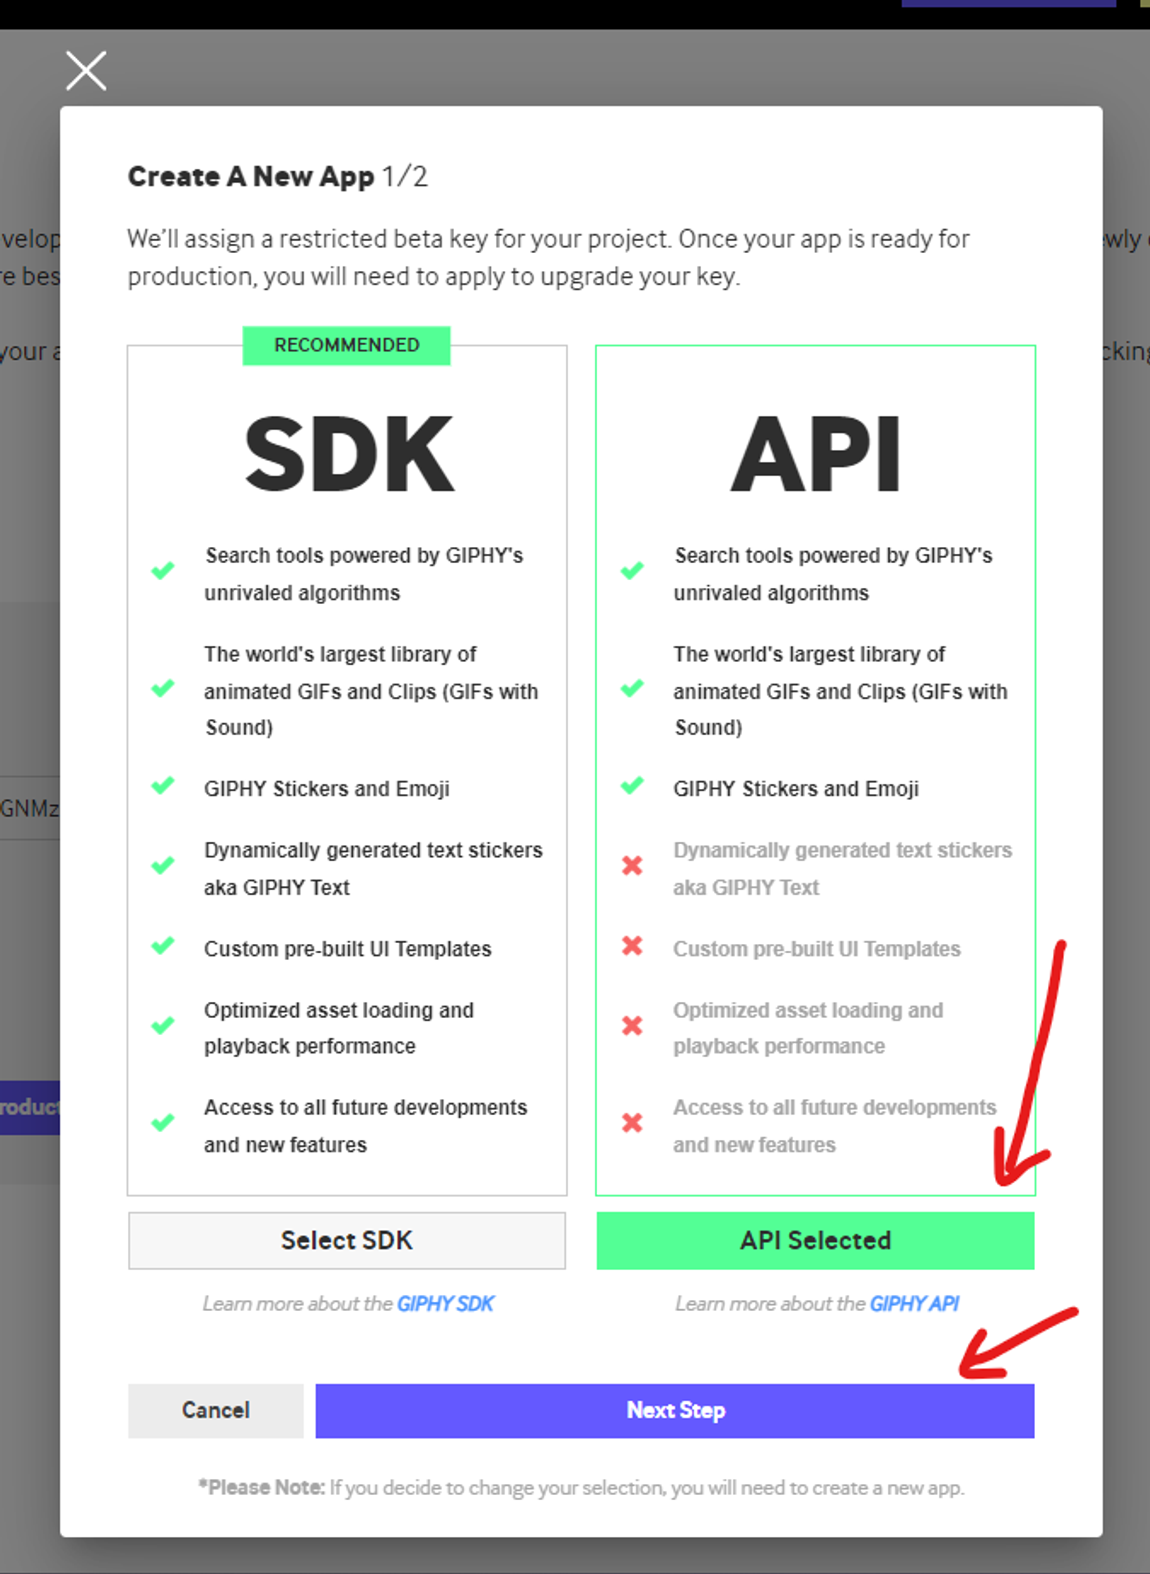 Create A New App 1/2
We'll assign a restricted beta key for your project. Once your app is ready for
production, you will need to apply to upgrade your key.
RECOMMENDED
SDK
Search tools powered by GIPHY's
unrivaled algorithms
The world's largest library of
animated GIFs and Clips (GIFs with
Sound)
GIPHY Stickers and Emoji
Dynamically generated text stickers
aka GIPHY Text
Custom pre-built UI Templates
Optimized asset loading and
playback performance
Access to all future developments
and new features
Select SDK
Learn more about the GIPHY SDK
API
Search tools powered by GIPHY's
unrivaled algorithms
The world's largest library of
animated GIFs and Clips (GIFs with
Sound)
GIPHY Stickers and Emoji
Dynamically generated text stickers
aka GIPHY Text
Custom pre-built UI Templates
Optimized asset loading and
playback performance
Access to all future developments
and new features
API Selected
Learn more about the GIPHY API
Cancel
Next Step
*Please Note: If you decide to change your selection, you will need to create a new app.